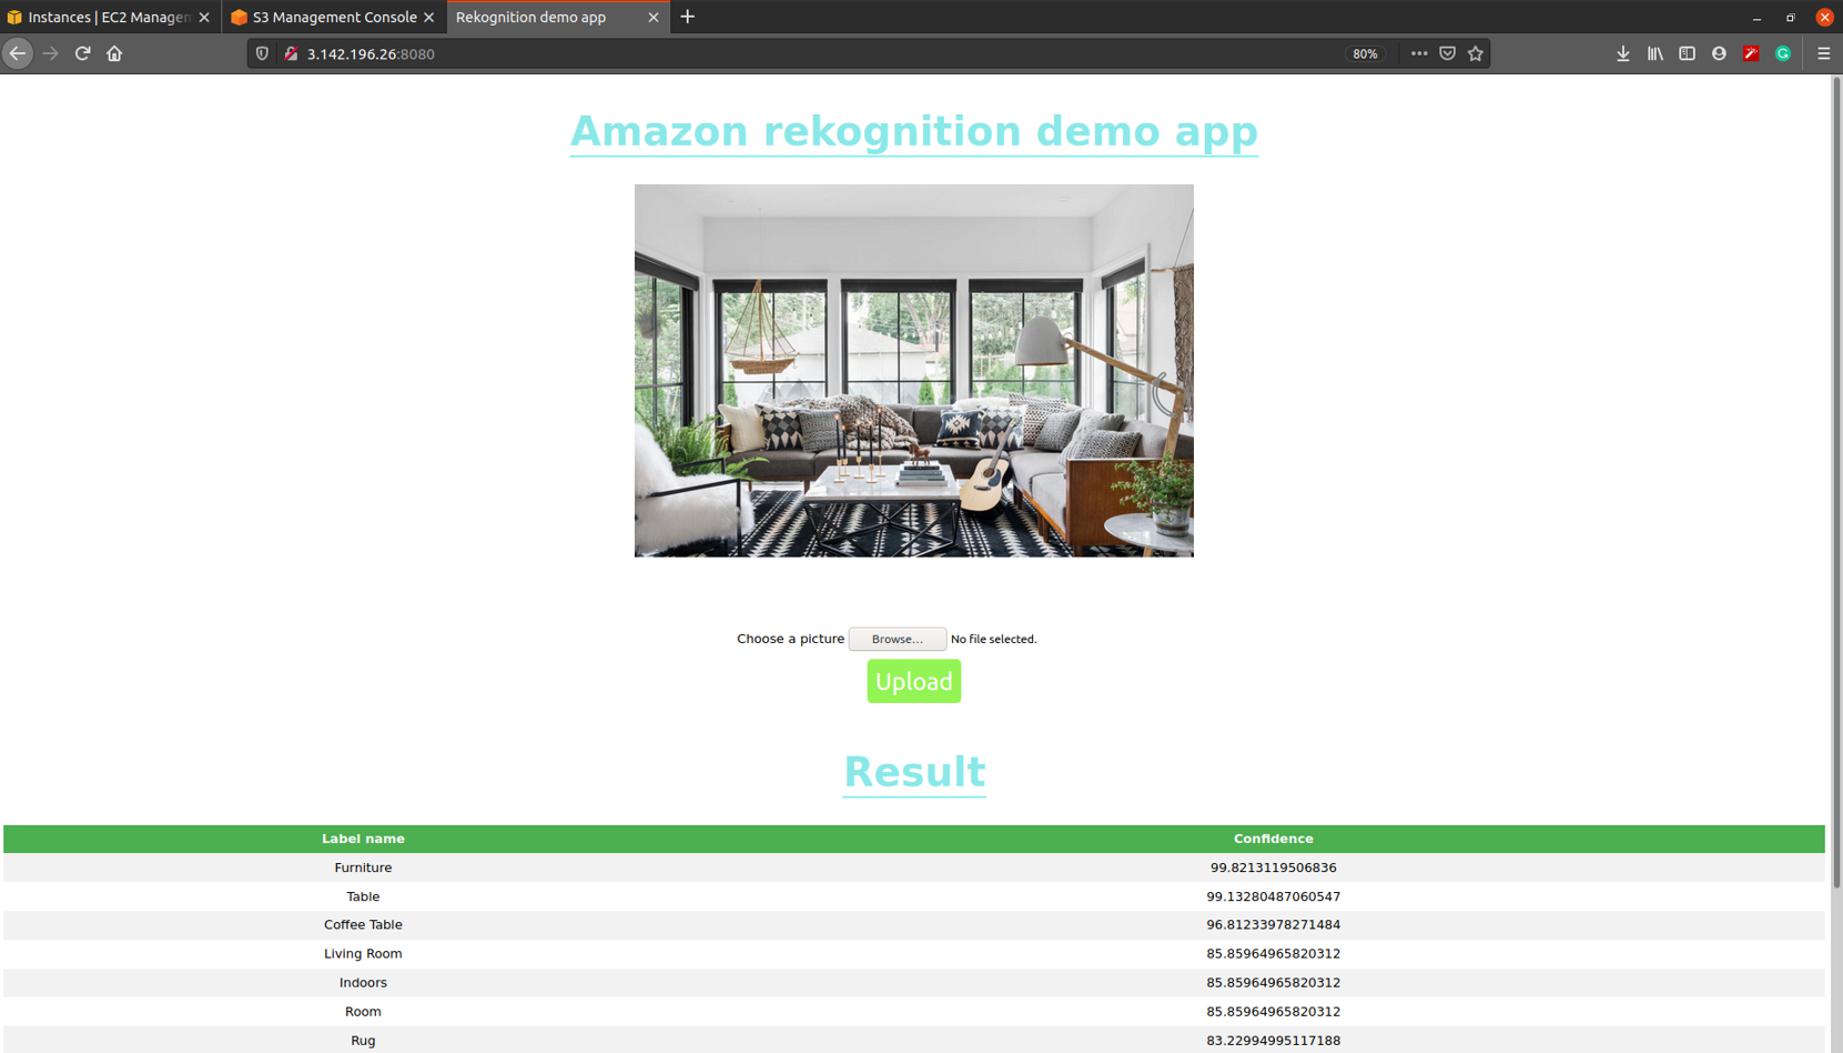 Instances | EC2 Managem
S3 Management Console
Rekognition demo app
3.142.196.26:8080
80%
Amazon rekognition demo app
Choose a picture Browse... No file selected.
Upload
Result
Label name Confidence
Furniture 99.8213119506836
Table 99.13280487060547
Coffee Table 96.81233978271484
Living Room 85.85964965820312
Indoors 85.85964965820312
Room 85.85964965820312
Rug 83.22994995117188